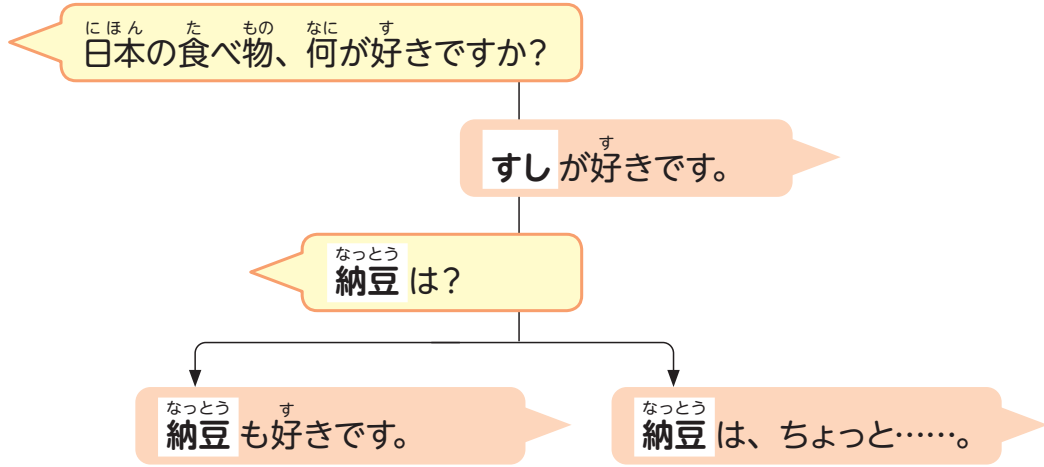 にほん た もの なに す
日本の食べ物、何が好きですか？
す
すしが好きです。
なっとう
納豆は？
なっとう す
納豆も好きです。
なっとう
納豆は、ちょっと……。